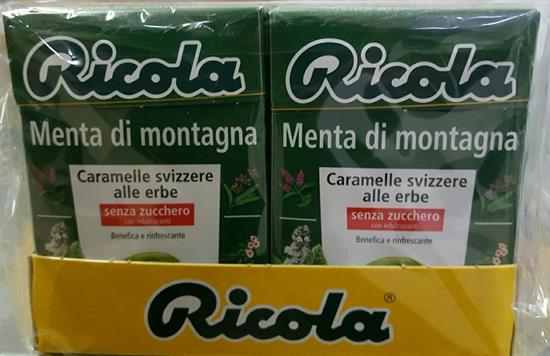 Ricola
Menta di montagna
Caramelle svizzere
alle erbe
senza zucchero
con edulcoranti
Benefica e rinfrescante
Ricola
Menta di montagna
Caramelle svizzere
alle erbe
senza zucchero
con edulcoranti
Benefica e rinfrescante
Ricola®